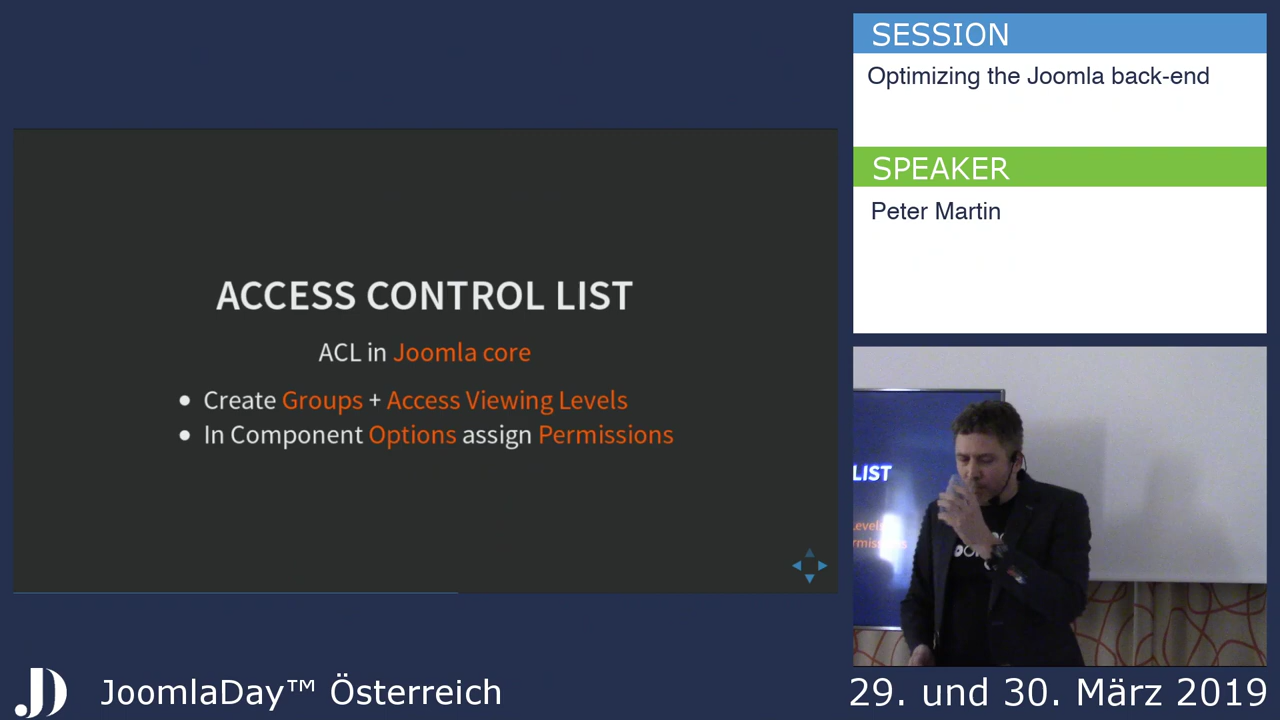 SESSION
Optimizing the Joomla back-end
SPEAKER
Peter Martin
ACCESS CONTROL LIST
ACL in Joomla core
Create Groups + Access Viewing Levels
In Component Options assign Permissions
LIST
JoomlaDay™ Österreich
29. und 30. März 2019